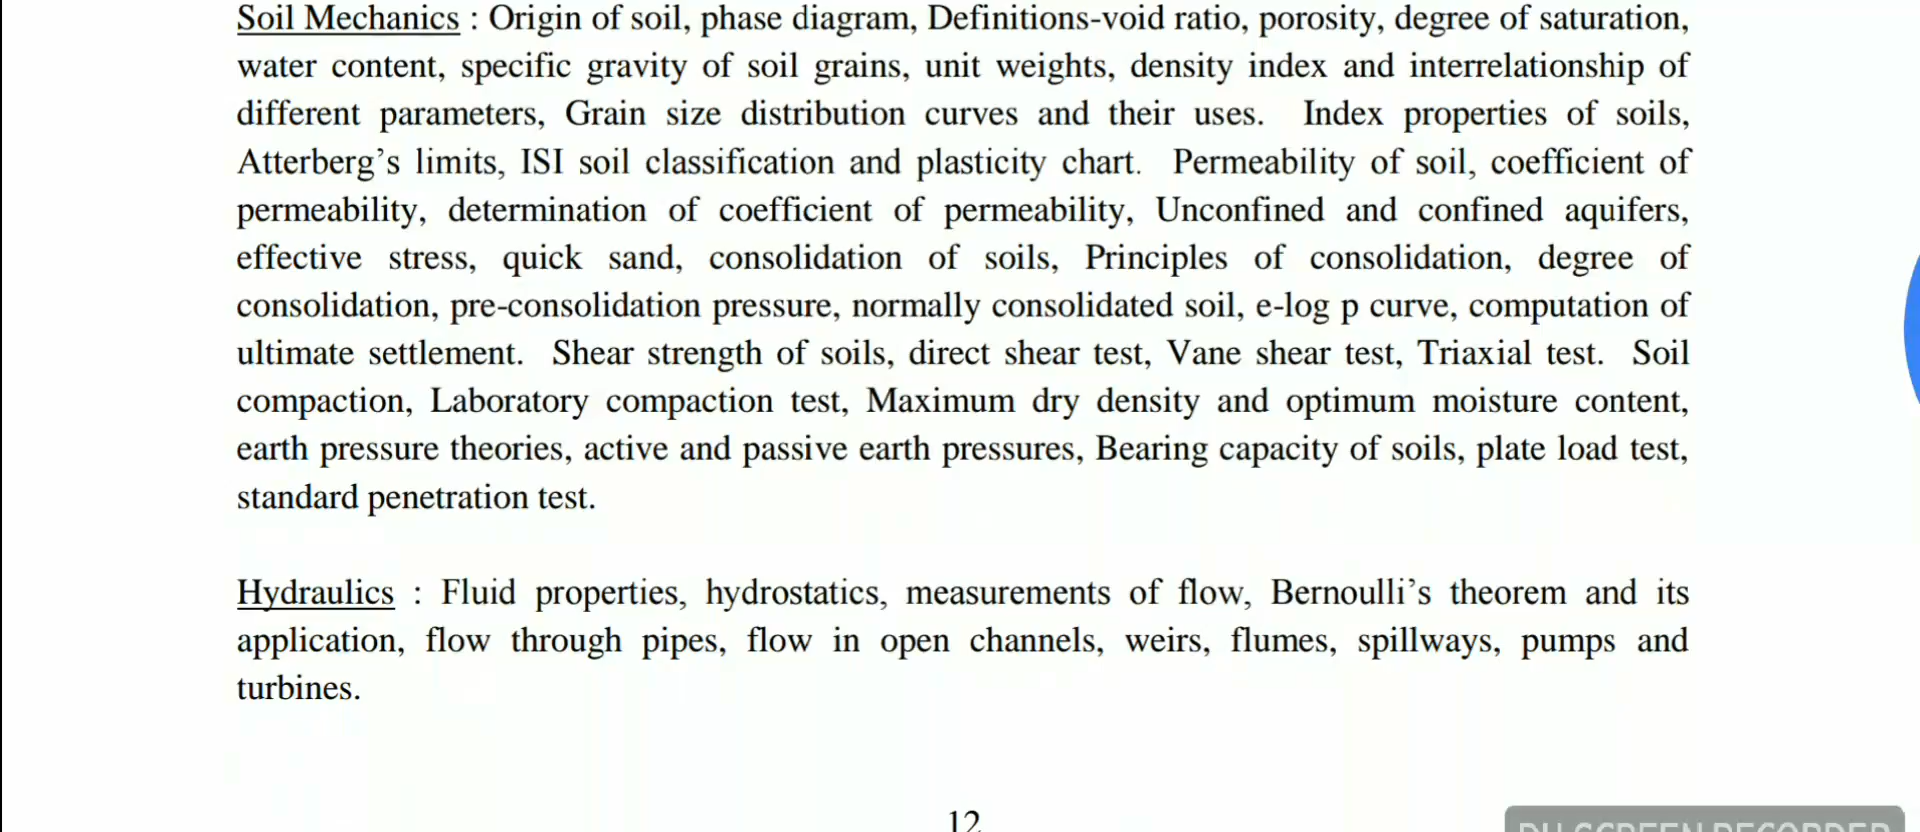 Soil Mechanics : Origin of soil, phase diagram, Definitions-void ratio, porosity, degree of saturation,
water content, specific gravity of soil grains, unit weights, density index and interrelationship of
different parameters, Grain size distribution curves and their uses. Index properties of soils,
Atterberg’s limits, ISI soil classification and plasticity chart. Permeability of soil, coefficient of
permeability, determination of coefficient of permeability, Unconfined and confined aquifers,
effective stress, quick sand, consolidation of soils, Principles of consolidation, degree of
consolidation, pre-consolidation pressure, normally consolidated soil, e-log p curve, computation of
ultimate settlement. Shear strength of soils, direct shear test, Vane shear test, Triaxial test. Soil
compaction, Laboratory compaction test, Maximum dry density and optimum moisture content,
earth pressure theories, active and passive earth pressures, Bearing capacity of soils, plate load test,
standard penetration test.
Hydraulics : Fluid properties, hydrostatics, measurements of flow, Bernoulli’s theorem and its
application, flow through pipes, flow in open channels, weirs, flumes, spillways, pumps and
turbines.
12
DU SCREEN RECORDER